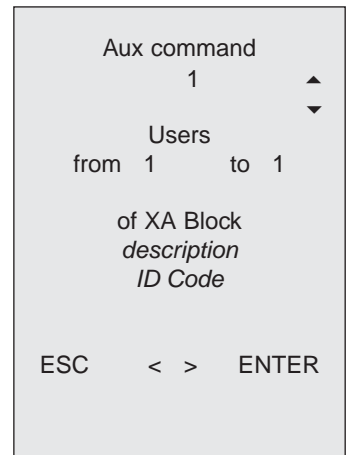 Aux command
1
Users
from 1 to 1
of XA Block
description
ID Code
ESC < > ENTER